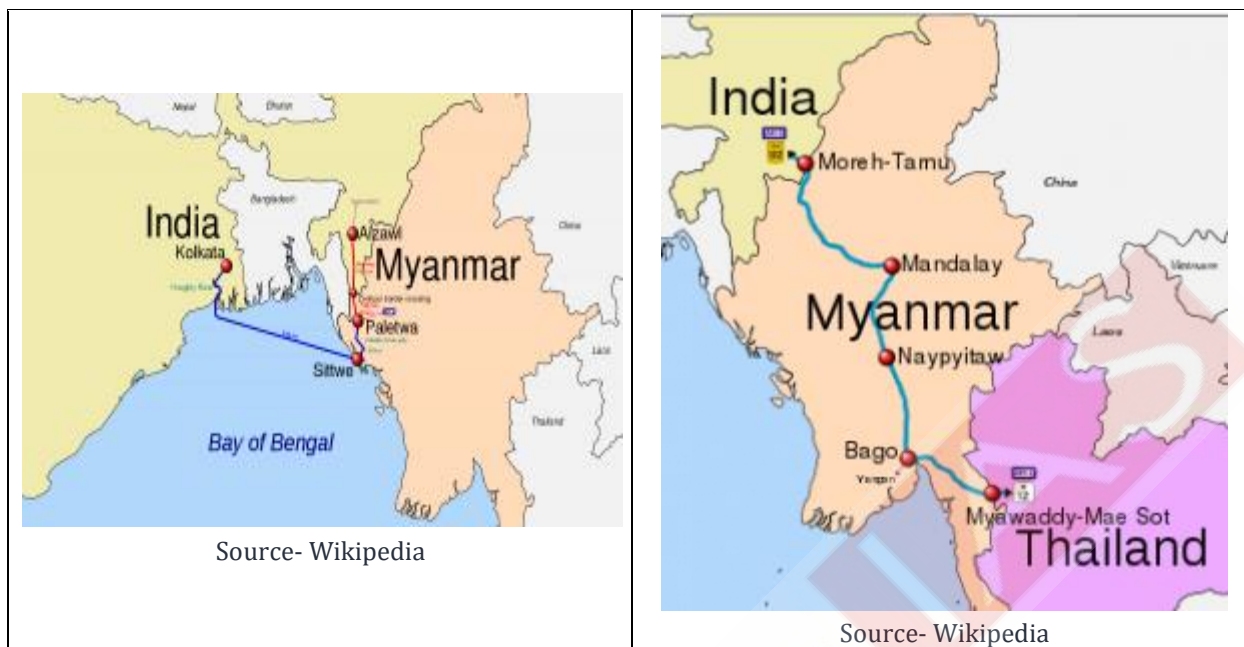 Nepal
Bhutan
Bangladesh
India
Kolkata
Aizawl
Myanmar
China
Paletwa
Sittwe
Laos
Thailand
Bay of Bengal
Source- Wikipedia
India
Moreh-Tamu
China
Mandalay
Vietnam
Myanmar
Laos
Naypyitaw
Bago
Yangon
12
Myawaddy-Mae Sot
Thailand
Source- Wikipedia